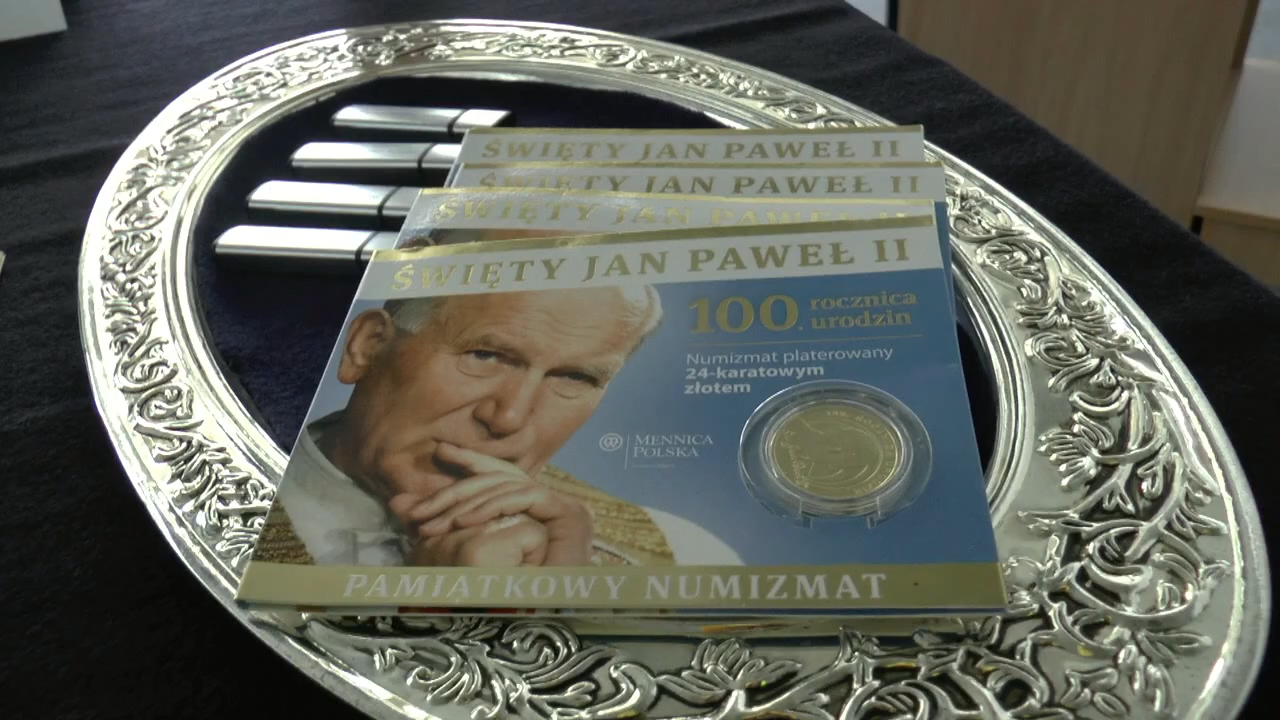 ŚWIĘTY JAN PAWEŁ II
ŚWIĘTY JAN PAWEŁ II
ŚWIĘTY JAN PAWEŁ II
ŚWIĘTY JAN PAWEŁ II
100. rocznica
urodzin
Numizmat platerowany
24-karatowym
złotem
MENNICA
POLSKA
PAMIĄTKOWY NUMIZMAT